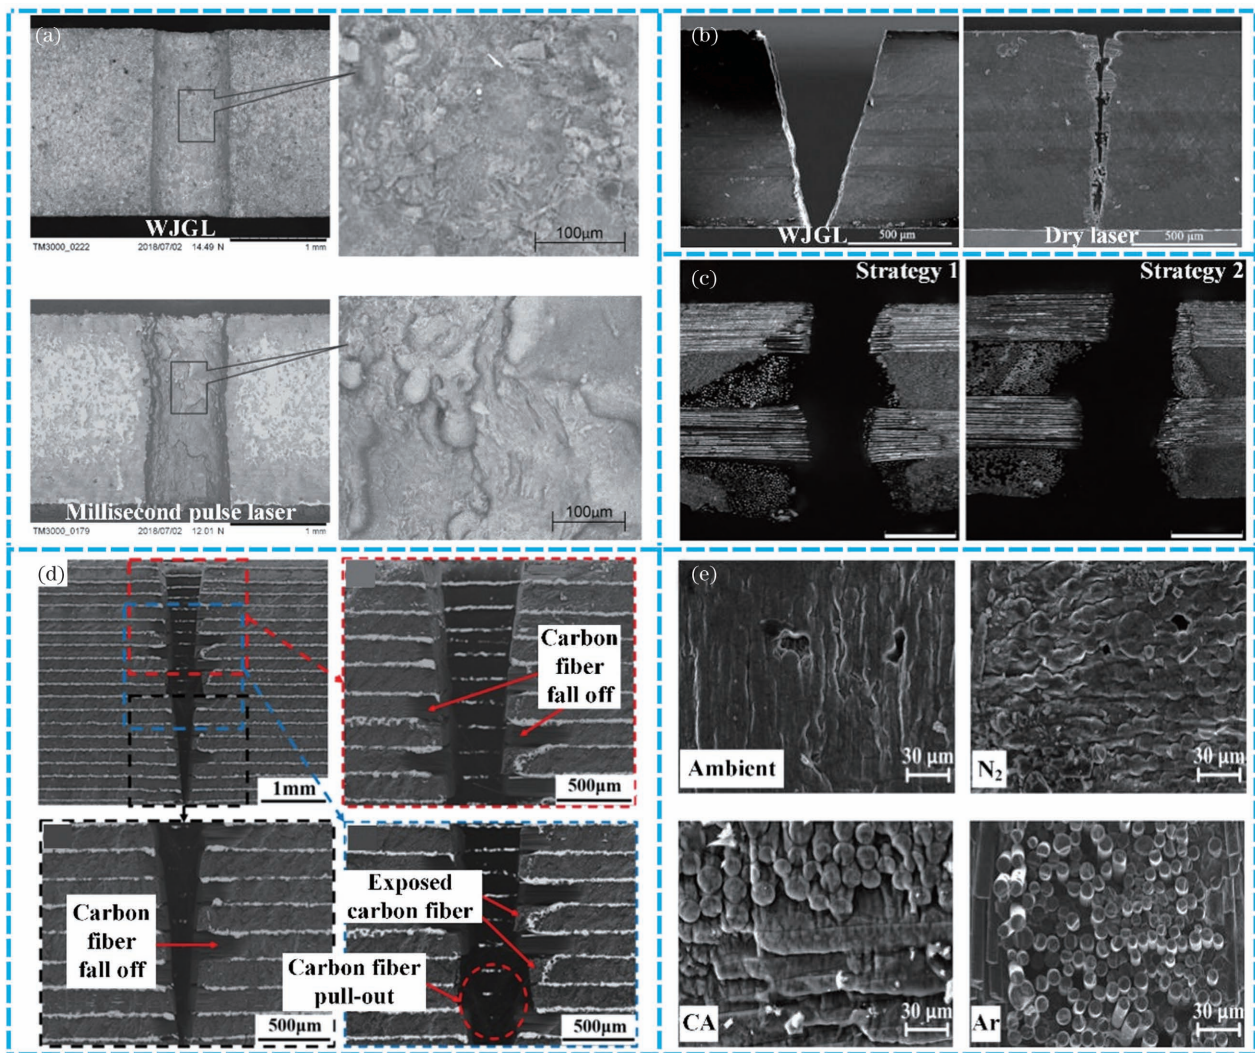 (a)
WJGL
TM3000_0222 2018/07/02 14.49 N 1 mm
100μm
Millisecond pulse laser
TM3000_0179 2018/07/02 12.01 N 1 mm
100μm
(b)
WJGL
500 μm
Dry laser
500 μm
(c)
Strategy 1
Strategy 2
(d)
1mm
Carbon
fiber
fall off
500μm
Carbon
fiber
fall off
500μm
Exposed
carbon fiber
Carbon fiber
pull-out
500μm
(e)
Ambient
30 μm
N₂
30 μm
CA
30 μm
Ar
30 μm